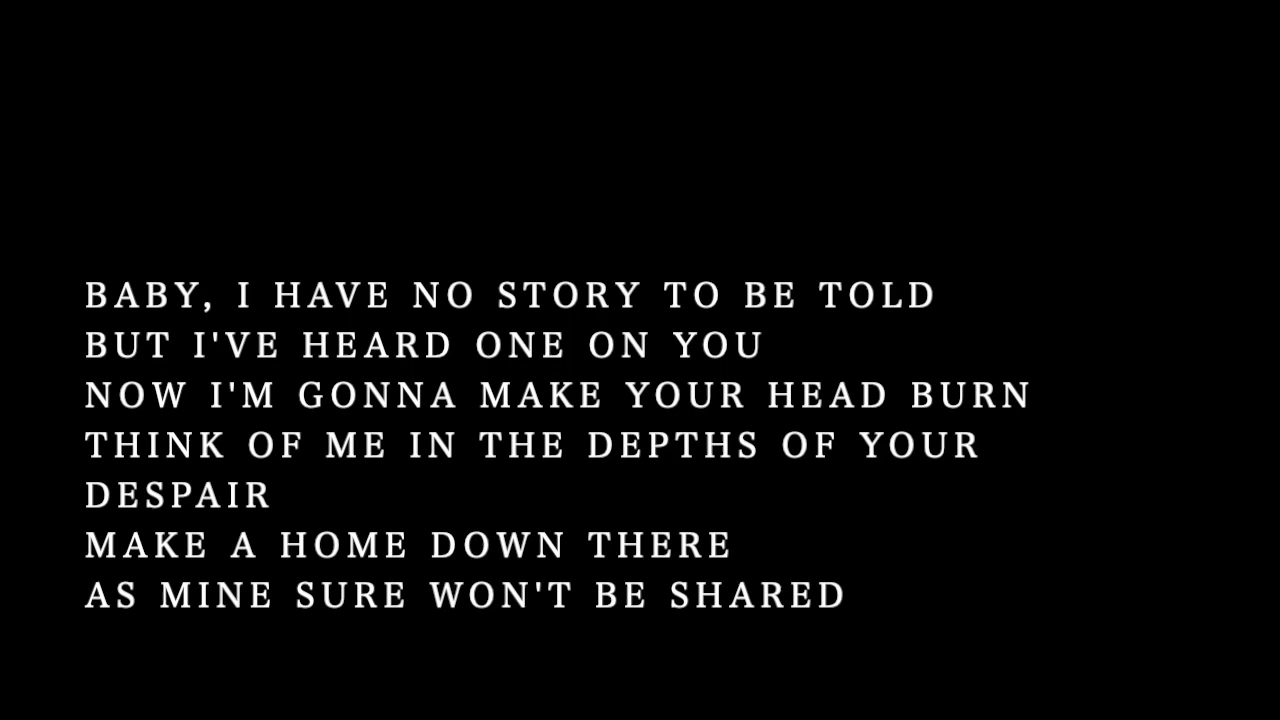 BABY, I HAVE NO STORY TO BE TOLD
BUT I'VE HEARD ONE ON YOU
NOW I'M GONNA MAKE YOUR HEAD BURN
THINK OF ME IN THE DEPTHS OF YOUR
DESPAIR
MAKE A HOME DOWN THERE
AS MINE SURE WON'T BE SHARED